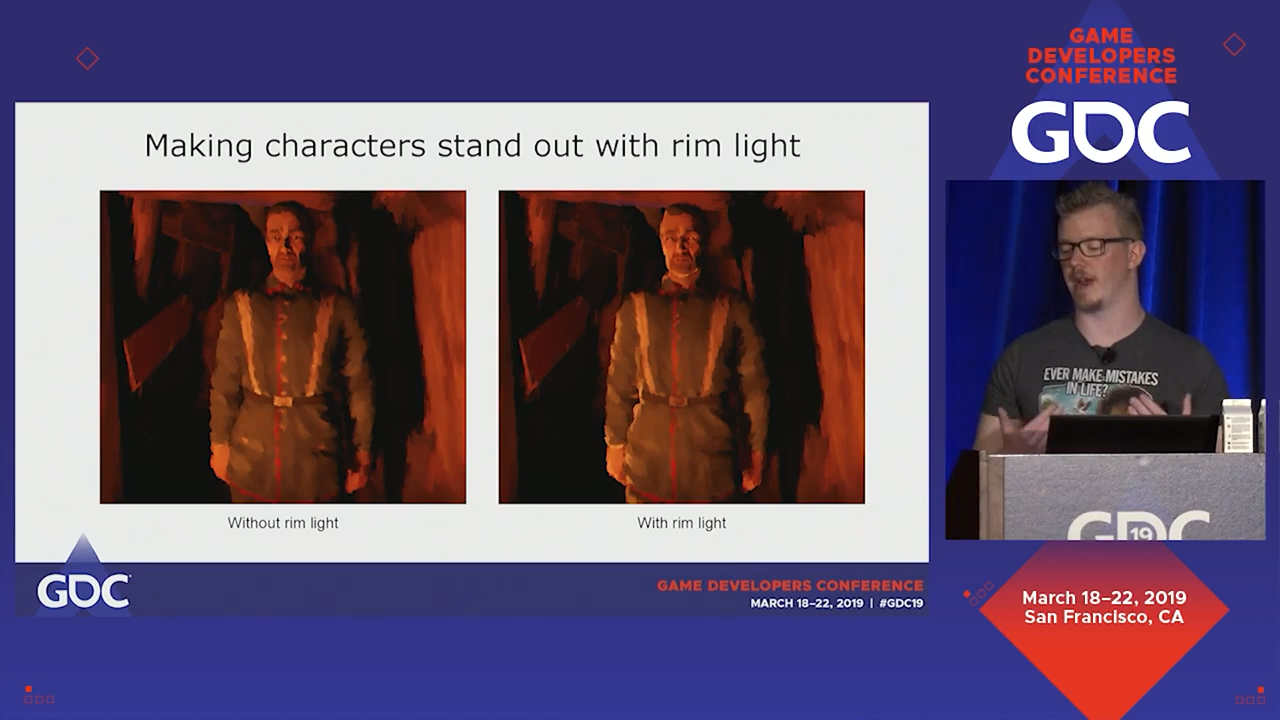 GAME
DEVELOPERS
CONFERENCE
GDC
Making characters stand out with rim light
Without rim light
With rim light
EVER MAKE MISTAKES
IN LIFE?
GDC
19
GDC
GAME DEVELOPERS CONFERENCE
MARCH 18–22, 2019 | #GDC19
March 18–22, 2019
San Francisco, CA